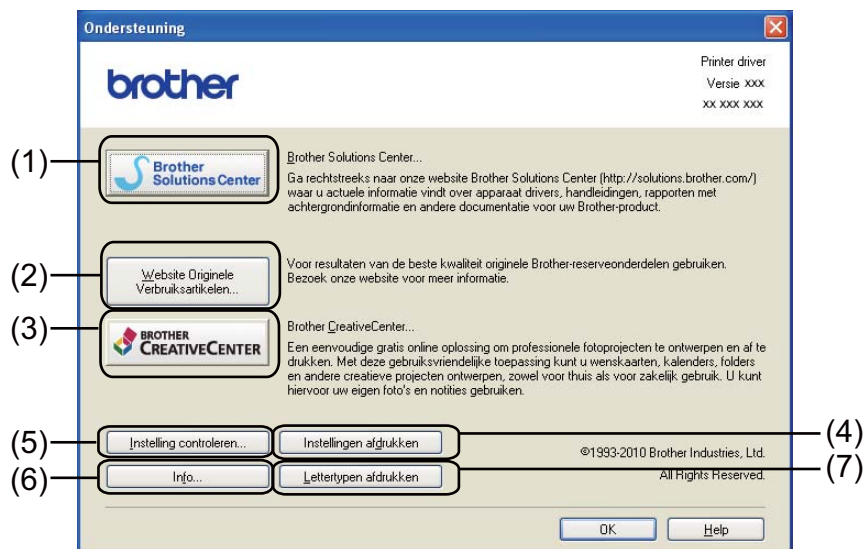 Ondersteuning
brother
Printer driver
Versie xxx
xx xxx xxx
(1)
Brother
Solutions Center
Brother Solutions Center...
Ga rechtstreeks naar onze website Brother Solutions Center (http://solutions.brother.com/)
waar u actuele informatie vindt over apparaat drivers, handleidingen, rapporten met
achtergrondinformatie en andere documentatie voor uw Brother-product.
(2)
Website Originele
Verbruiksartikelen...
Voor resultaten van de beste kwaliteit originele Brother-reserveonderdelen gebruiken.
Bezoek onze website voor meer informatie.
(3)
BROTHER
CREATIVECENTER
Brother CreativeCenter...
Een eenvoudige gratis online oplossing om professionele fotoprojecten te ontwerpen en af te
drukken. Met deze gebruiksvriendelijke toepassing kunt u wenskaarten, kalenders, folders
en andere creatieve projecten ontwerpen, zowel voor thuis als voor zakelijk gebruik. U kunt
hiervoor uw eigen foto's en notities gebruiken.
(5)
Instelling controleren...
Instellingen afdrukken
(4)
©1993-2010 Brother Industries, Ltd.
(6)
Info...
Lettertypen afdrukken
(7)
All Rights Reserved.
OK
Help